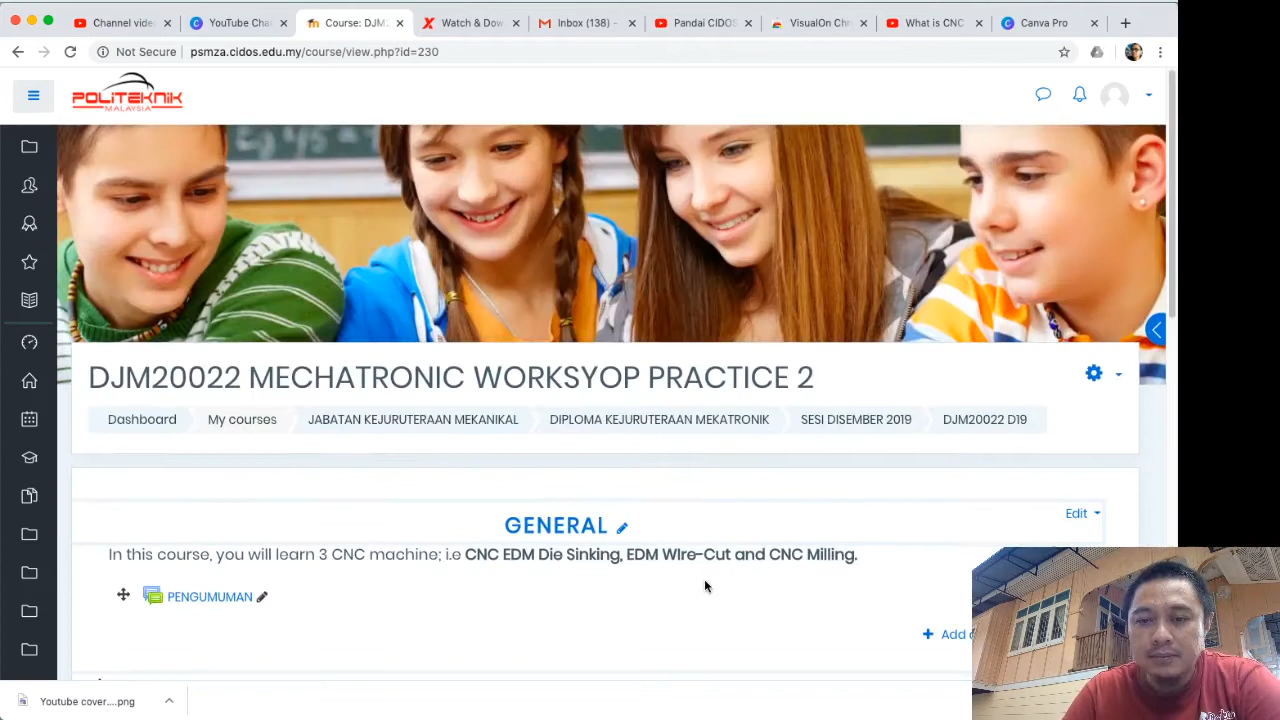 Channel vide
YouTube Cha
Course: DJM2
Watch & Dow
Inbox (138) -
Pandai CIDOS
VisualOn Chr
What is CNC
Canva Pro
Not Secure
psmza.cidos.edu.my/course/view.php?id=230
POLITEKNIK
MALAYSIA
DJM20022 MECHATRONIC WORKSYOP PRACTICE 2
Dashboard
My courses
JABATAN KEJURUTERAAN MEKANIKAL
DIPLOMA KEJURUTERAAN MEKATRONIK
SESI DISEMBER 2019
DJM20022 D19
Edit
GENERAL
In this course, you will learn 3 CNC machine; i.e CNC EDM Die Sinking, EDM WIre-Cut and CNC Milling.
PENGUMUMAN
Add
Youtube cover....png